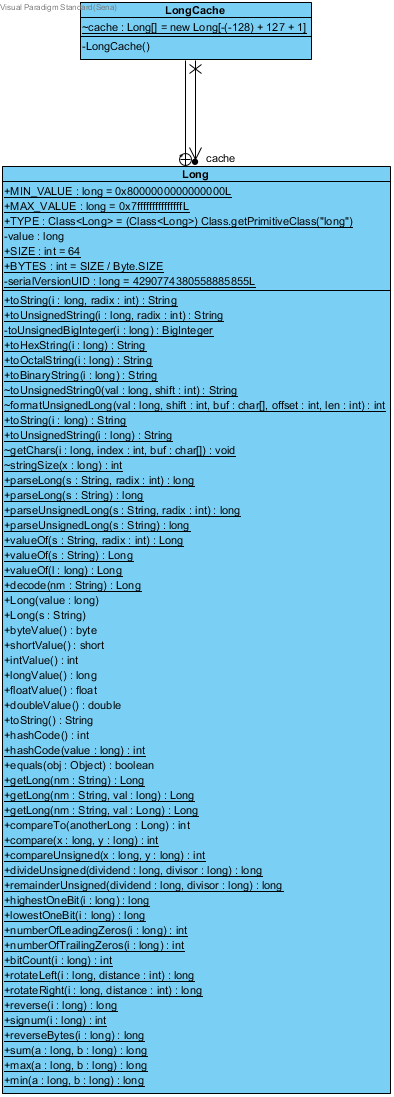 Visual Paradigm Standard(Seria)
LongCache
~cache : Long[] = new Long[-(-128) + 127 + 1]
-LongCache()
cache
Long
+MIN_VALUE : long = 0x8000000000000000L
+MAX_VALUE : long = 0x7fffffffffffffffL
+TYPE : Class<Long> = (Class<Long>) Class.getPrimitiveClass("long")
-value : long
+SIZE : int = 64
+BYTES : int = SIZE / Byte.SIZE
-serialVersionUID : long = 4290774380558885855L
+toString(i : long, radix : int) : String
+toUnsignedString(i : long, radix : int) : String
-toUnsignedBigInteger(i : long) : BigInteger
+toHexString(i : long) : String
+toOctalString(i : long) : String
+toBinaryString(i : long) : String
~toUnsignedString0(val : long, shift : int) : String
~formatUnsignedLong(val : long, shift : int, buf : char[], offset : int, len : int) : int
+toString(i : long) : String
+toUnsignedString(i : long) : String
~getChars(i : long, index : int, buf : char[]) : void
~stringSize(x : long) : int
+parseLong(s : String, radix : int) : long
+parseLong(s : String) : long
+parseUnsignedLong(s : String, radix : int) : long
+parseUnsignedLong(s : String) : long
+valueOf(s : String, radix : int) : Long
+valueOf(s : String) : Long
+valueOf(l : long) : Long
+decode(nm : String) : Long
+Long(value : long)
+Long(s : String)
+byteValue() : byte
+shortValue() : short
+intValue() : int
+longValue() : long
+floatValue() : float
+doubleValue() : double
+toString() : String
+hashCode() : int
+hashCode(value : long) : int
+equals(obj : Object) : boolean
+getLong(nm : String) : Long
+getLong(nm : String, val : long) : Long
+getLong(nm : String, val : Long) : Long
+compareTo(anotherLong : Long) : int
+compare(x : long, y : long) : int
+compareUnsigned(x : long, y : long) : int
+divideUnsigned(dividend : long, divisor : long) : long
+remainderUnsigned(dividend : long, divisor : long) : long
+highestOneBit(i : long) : long
+lowestOneBit(i : long) : long
+numberOfLeadingZeros(i : long) : int
+numberOfTrailingZeros(i : long) : int
+bitCount(i : long) : int
+rotateLeft(i : long, distance : int) : long
+rotateRight(i : long, distance : int) : long
+reverse(i : long) : long
+signum(i : long) : int
+reverseBytes(i : long) : long
+sum(a : long, b : long) : long
+max(a : long, b : long) : long
+min(a : long, b : long) : long